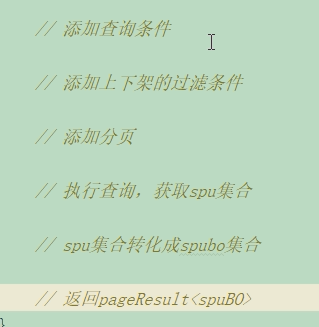 // 添加查询条件
// 添加上下架的过滤条件
// 添加分页
// 执行查询，获取spu集合
// spu集合转化成spubo集合
// 返回pageResult<spuBO>
}